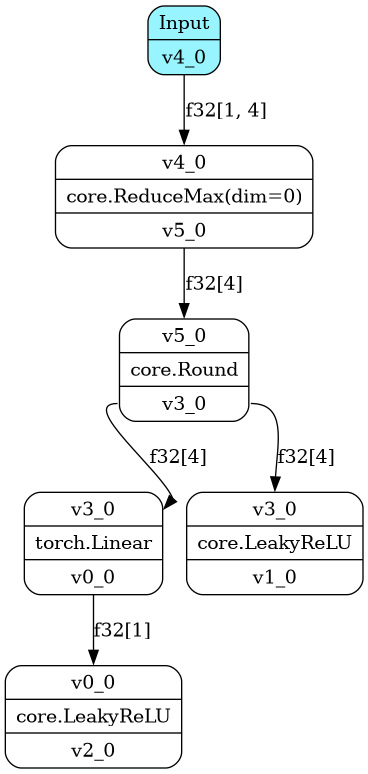 Input
v4_0
f32[1, 4]
v4_0
core.ReduceMax(dim=0)
v5_0
f32[4]
v5_0
core.Round
v3_0
f32[4]
f32[4]
v3_0
torch.Linear
v0_0
v3_0
core.LeakyReLU
v1_0
f32[1]
v0_0
core.LeakyReLU
v2_0